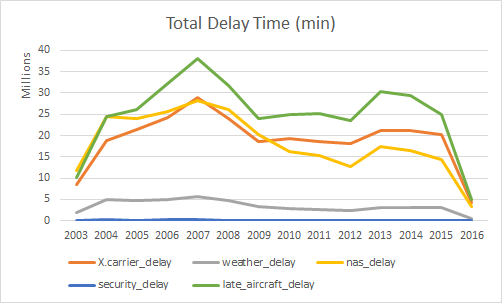 Total Delay Time (min)
Millions
40
35
30
25
20
15
10
5
0
2003 2004 2005 2006 2007 2008 2009 2010 2011 2012 2013 2014 2015 2016
X.carrier_delay weather_delay nas_delay
security_delay late_aircraft_delay